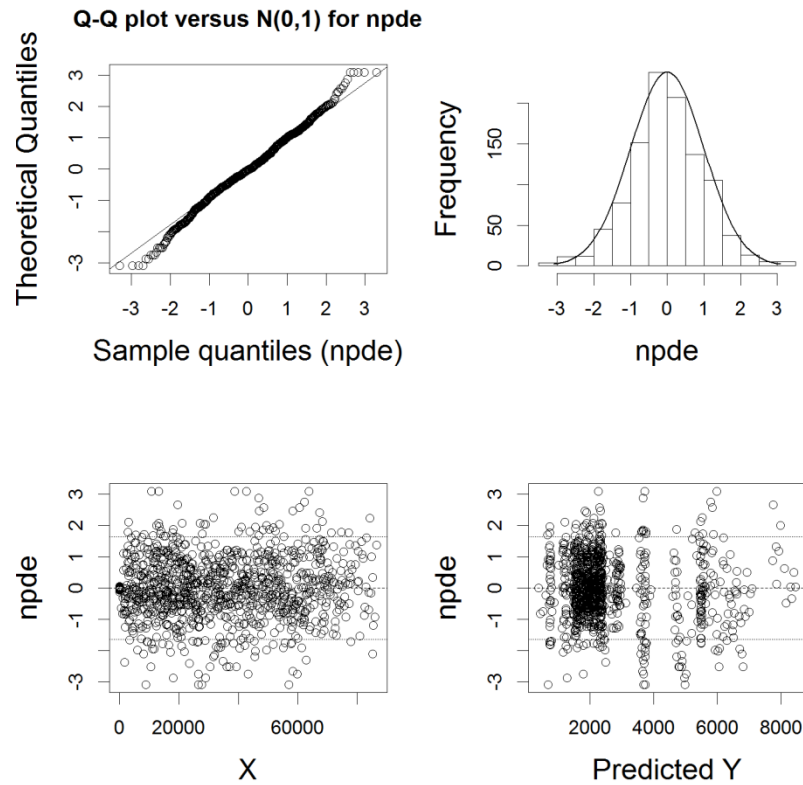 Q-Q plot versus N(0,1) for npde
Theoretical Quantiles
3
2
1
0
-1
-3
-3 -2 -1 0 1 2 3
Sample quantiles (npde)
Frequency
150
50
0
-3 -2 -1 0 1 2 3
npde
npde
3
2
1
0
-1
-3
0 20000 60000
X
npde
3
2
1
0
-1
-3
2000 4000 6000 8000
Predicted Y